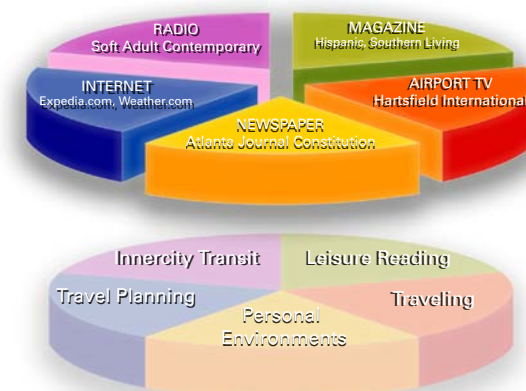 RADIO
Soft Adult Contemporary
MAGAZINE
Hispanic, Southern Living
INTERNET
Expedia.com, Weather.com
AIRPORT TV
Hartsfield International
NEWSPAPER
Atlanta Journal Constitution
Innercity Transit
Leisure Reading
Travel Planning
Traveling
Personal
Environments